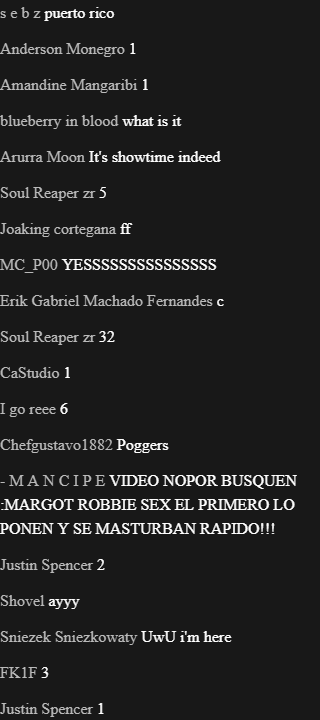 s e b z puerto rico
Anderson Monegro 1
Amandine Mangaribi 1
blueberry in blood what is it
Arurra Moon It's showtime indeed
Soul Reaper zr 5
Joaking cortegana ff
MC_P00 YESSSSSSSSSSSSSSS
Erik Gabriel Machado Fernandes c
Soul Reaper zr 32
CaStudio 1
I go reee 6
Chefgustavo1882 Poggers
- M A N C I P E VIDEO NOPOR BUSQUEN
:MARGOT ROBBIE SEX EL PRIMERO LO
PONEN Y SE MASTURBAN RAPIDO!!!
Justin Spencer 2
Shovel ayyy
Sniezek Sniezkowaty UwU i'm here
FK1F 3
Justin Spencer 1